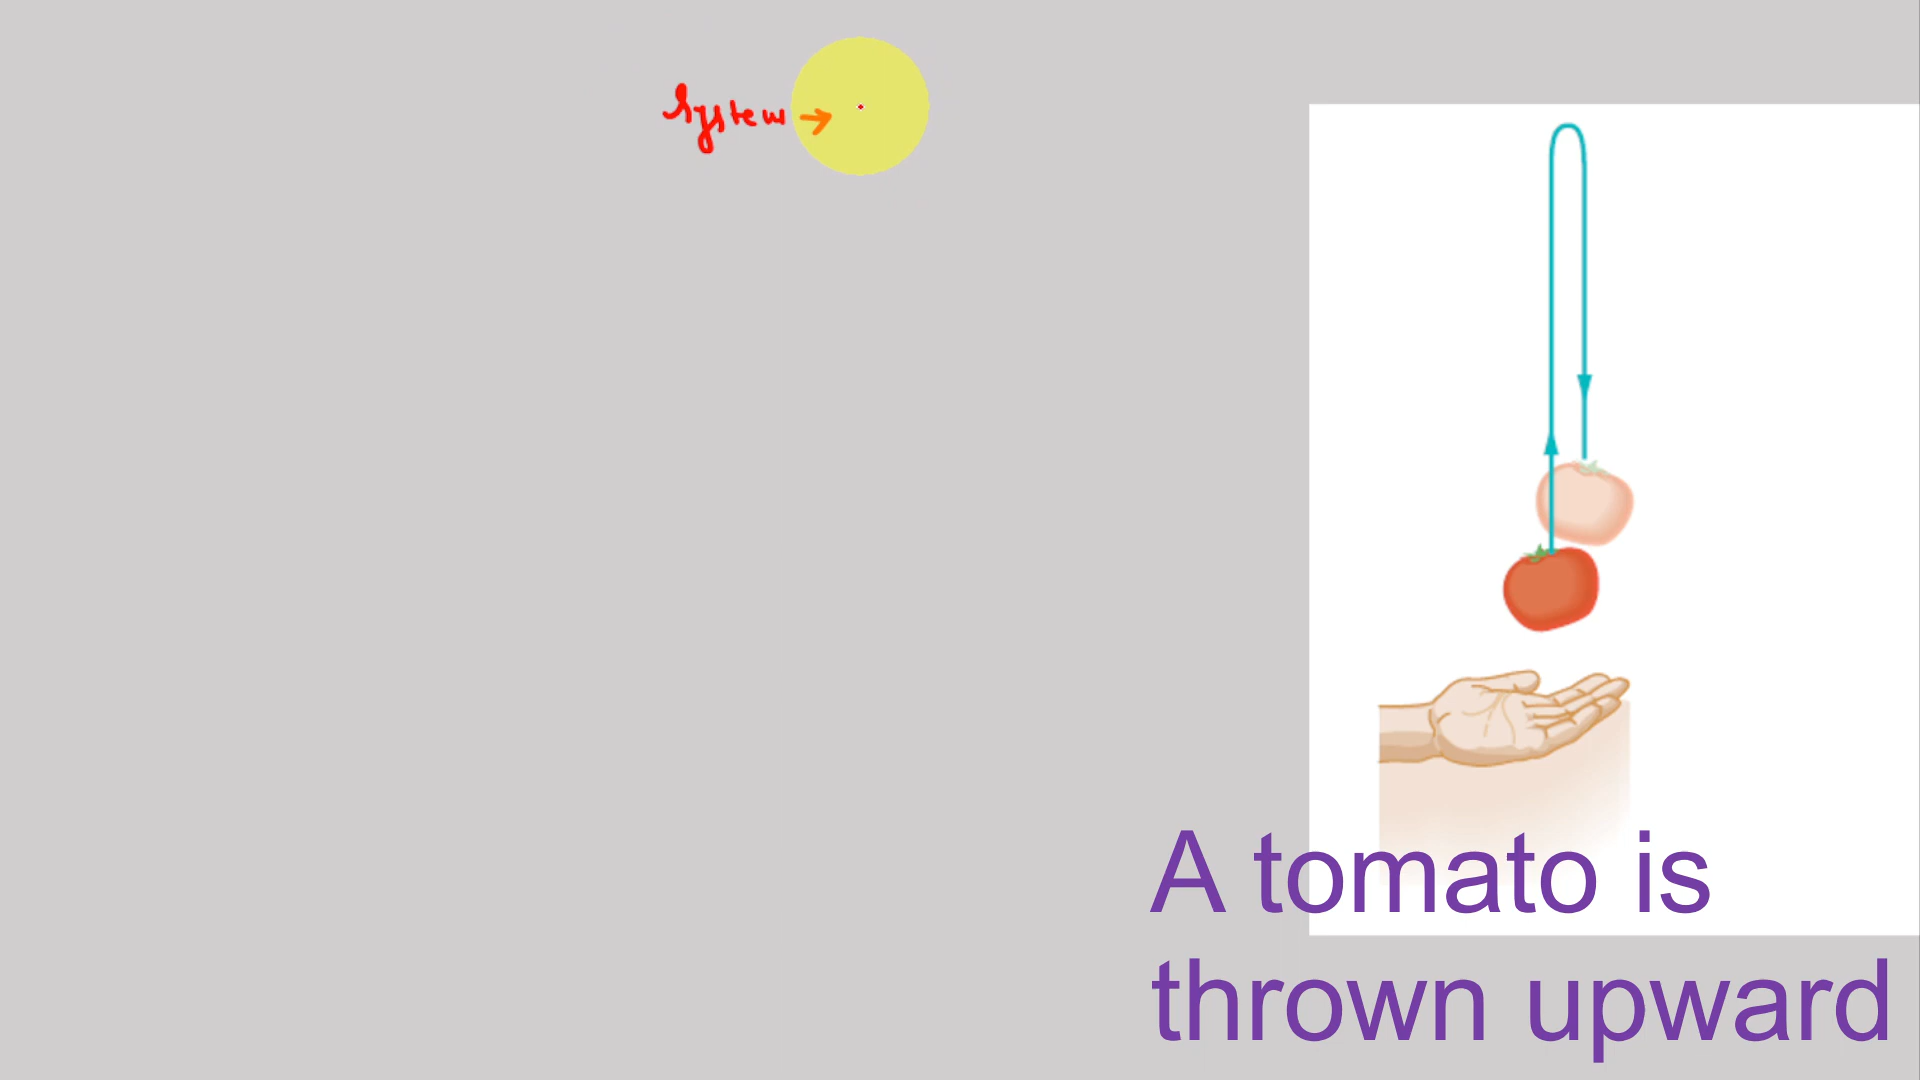 System →
A tomato is
thrown upward